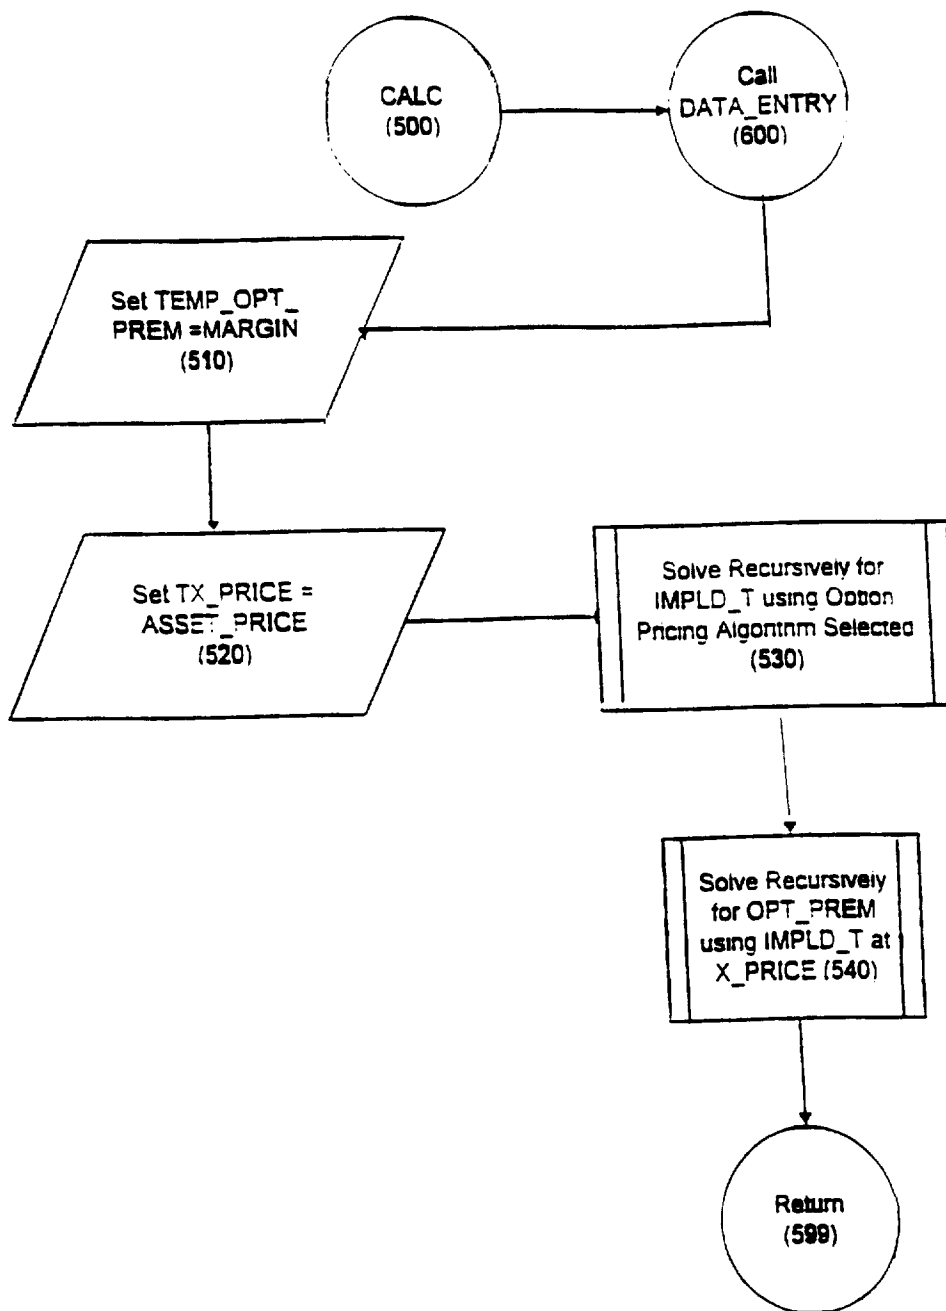 CALC
(500)
Call
DATA_ENTRY
(600)
Set TEMP_OPT_
PREM =MARGIN
(510)
Set TX_PRICE =
ASSET_PRICE
(520)
Solve Recursively for
IMPLD_T using Option
Pricing Algorithm Selected
(530)
Solve Recursively
for OPT_PREM
using IMPLD_T at
X_PRICE (540)
Return
(599)